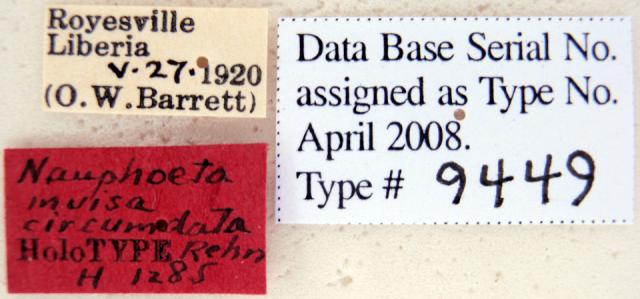 Royesville
Liberia
V-27-1920
(O.W.Barrett)
Nauphoeta
invisa
circumdata
HoloTYPE Rehn
H 1285
Data Base Serial No.
assigned as Type No.
April 2008.
Type # 9449